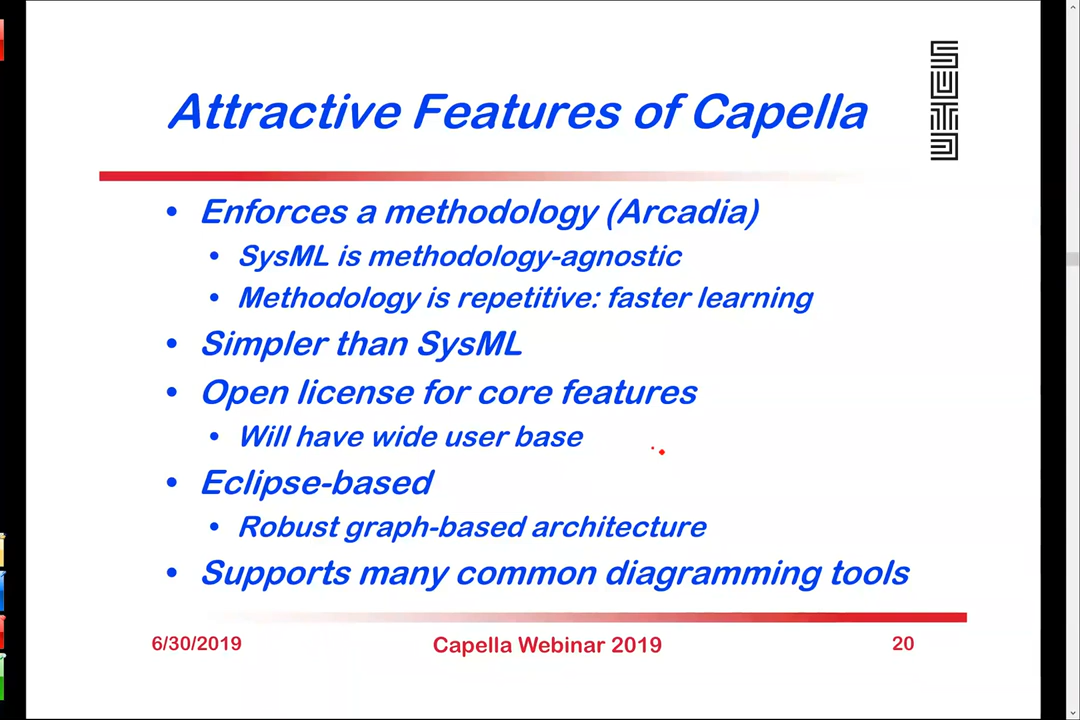 Attractive Features of Capella
• Enforces a methodology (Arcadia)
• SysML is methodology-agnostic
• Methodology is repetitive: faster learning
• Simpler than SysML
• Open license for core features
• Will have wide user base
• Eclipse-based
• Robust graph-based architecture
• Supports many common diagramming tools
6/30/2019
Capella Webinar 2019
20